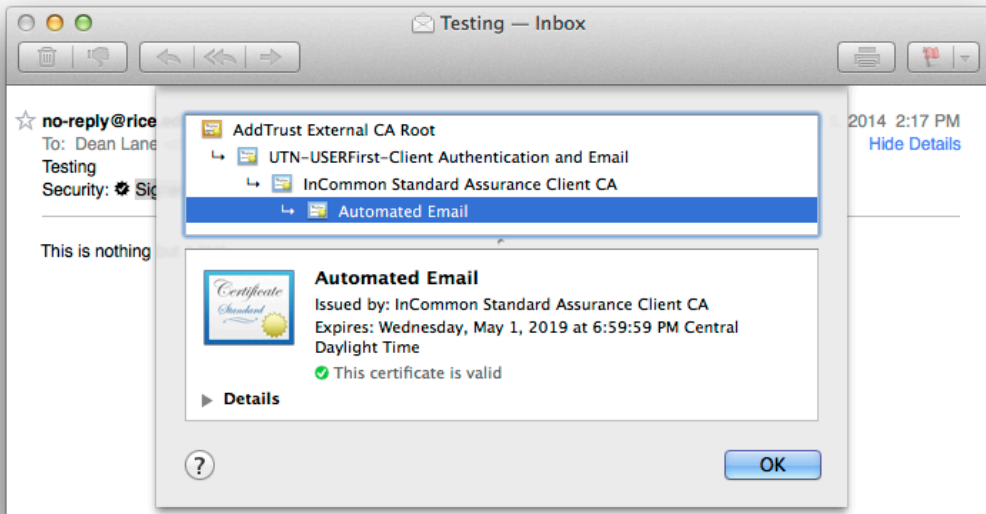 Testing — Inbox
no-reply@rice
2014 2:17 PM
To: Dean Lane
Hide Details
Testing
Security: Sig
This is nothing
AddTrust External CA Root
UTN-USERFirst-Client Authentication and Email
InCommon Standard Assurance Client CA
Automated Email
Certificate
Standard
Automated Email
Issued by: InCommon Standard Assurance Client CA
Expires: Wednesday, May 1, 2019 at 6:59:59 PM Central
Daylight Time
This certificate is valid
Details
?
OK